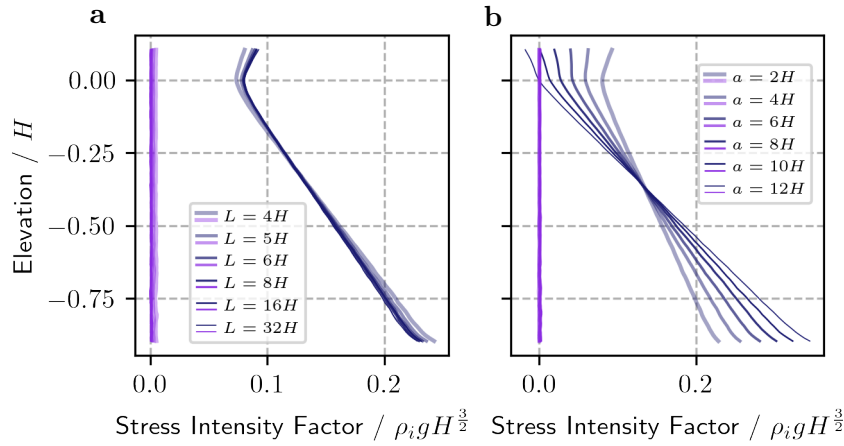 a
b
0.00
−0.25
−0.50
−0.75
Elevation / H
L = 4H
L = 5H
L = 6H
L = 8H
L = 16H
L = 32H
a = 2H
a = 4H
a = 6H
a = 8H
a = 10H
a = 12H
0.0
0.1
0.2
0.0
0.2
Stress Intensity Factor / ρᵢgH^{3/2}
Stress Intensity Factor / ρᵢgH^{3/2}